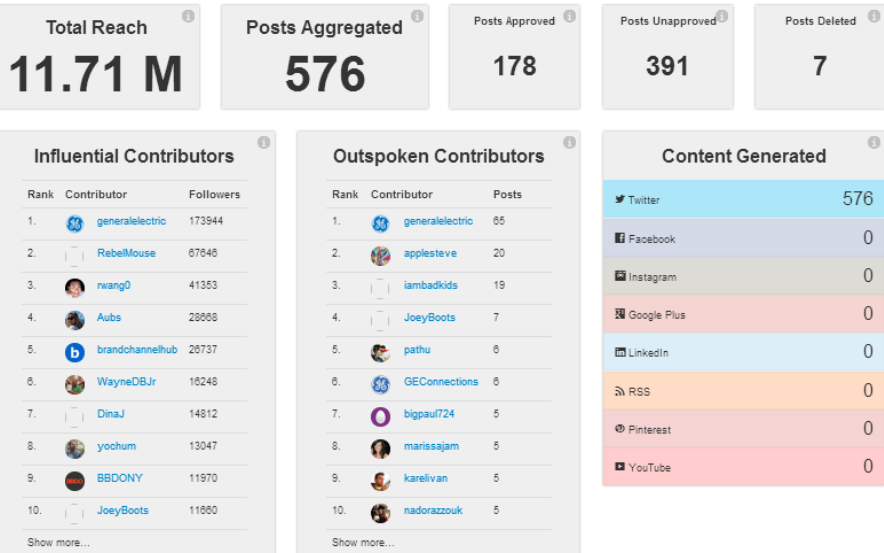 Total Reach
11.71 M
Posts Aggregated
576
Posts Approved
178
Posts Unapproved
391
Posts Deleted
7
Influential Contributors
Rank Contributor Followers
1. generalelectric 173944
2. RebelMouse 67646
3. rwang0 41353
4. Aubs 28668
5. b brandchannelhub 26737
6. WayneDBJr 16248
7. DinaJ 14812
8. yochum 13047
9. BBDO BBDONY 11970
10. JoeyBoots 11660
Show more...
Outspoken Contributors
Rank Contributor Posts
1. generalelectric 65
2. applesteve 20
3. iambadkids 19
4. JoeyBoots 7
5. pathu 6
6. GEConnections 6
7. bigpaul724 5
8. marissajam 5
9. karelivan 5
10. nadorazzouk 5
Show more...
Content Generated
Twitter 576
Facebook 0
Instagram 0
Google Plus 0
LinkedIn 0
RSS 0
Pinterest 0
YouTube 0